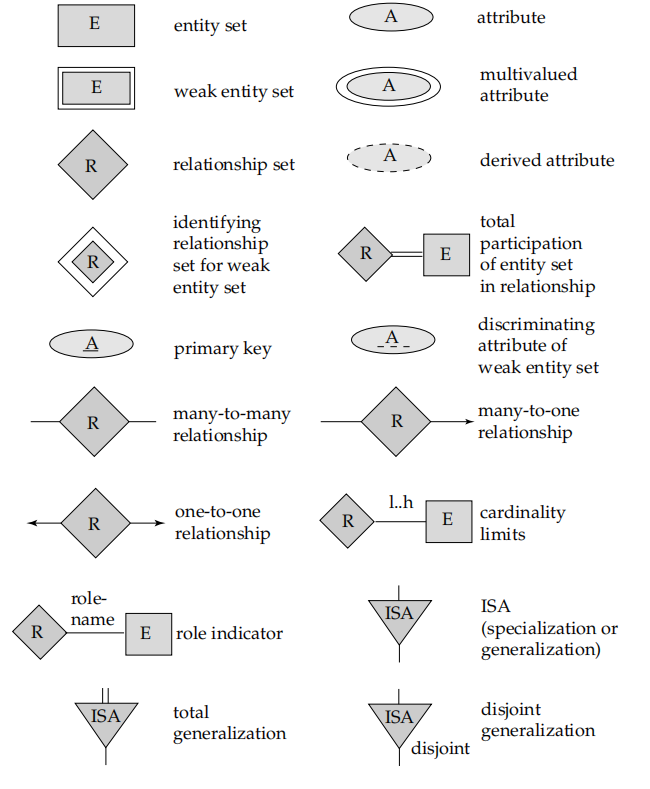 E
entity set
A
attribute
E
weak entity set
A
multivalued
attribute
R
relationship set
A
derived attribute
R
identifying
relationship
set for weak
entity set
R
E
total
participation
of entity set
in relationship
A
primary key
A
discriminating
attribute of
weak entity set
R
many-to-many
relationship
R
many-to-one
relationship
R
one-to-one
relationship
R
l..h
E
cardinality
limits
R
role-
name
E
role indicator
ISA
ISA
(specialization or
generalization)
ISA
total
generalization
ISA
disjoint
disjoint
generalization